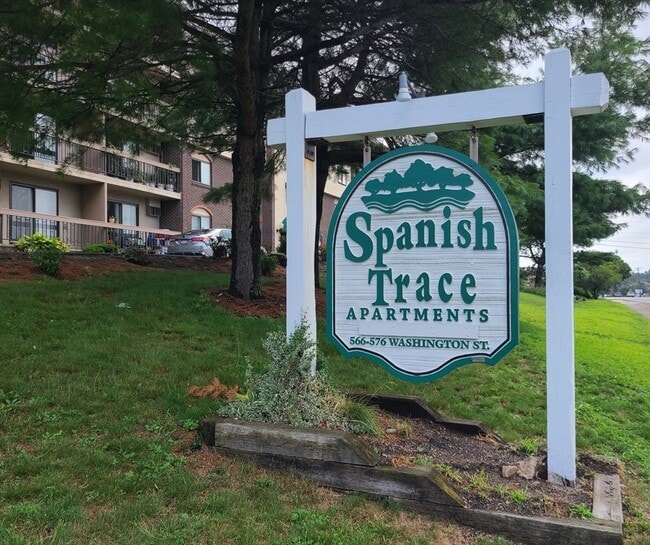 Spanish
Trace
APARTMENTS
566-576 WASHINGTON ST.